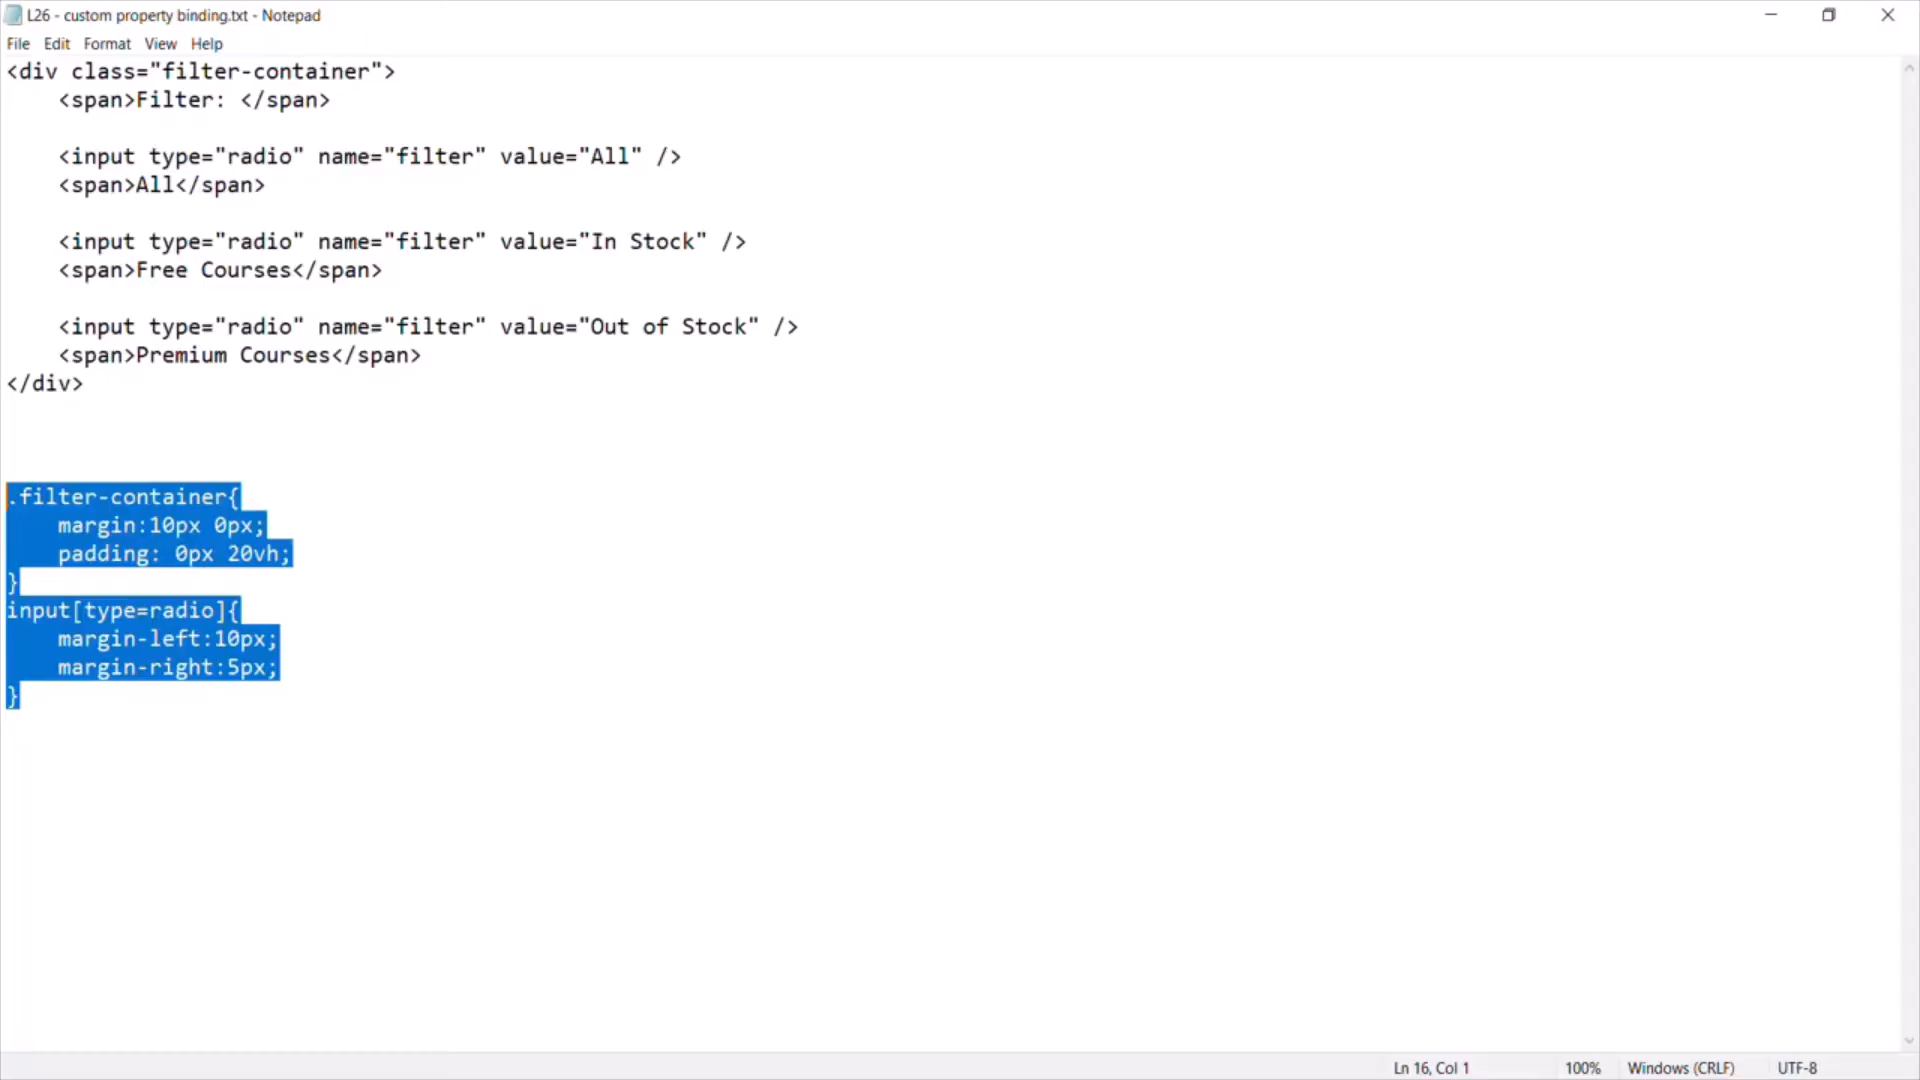 L26 - custom property binding.txt - Notepad
File Edit Format View Help
<div class="filter-container">
    <span>Filter: </span>

    <input type="radio" name="filter" value="All" />
    <span>All</span>

    <input type="radio" name="filter" value="In Stock" />
    <span>Free Courses</span>

    <input type="radio" name="filter" value="Out of Stock" />
    <span>Premium Courses</span>
</div>

.filter-container{
    margin:10px 0px;
    padding: 0px 20vh;
}
input[type=radio]{
    margin-left:10px;
    margin-right:5px;
}
Ln 16, Col 1 100% Windows (CRLF) UTF-8